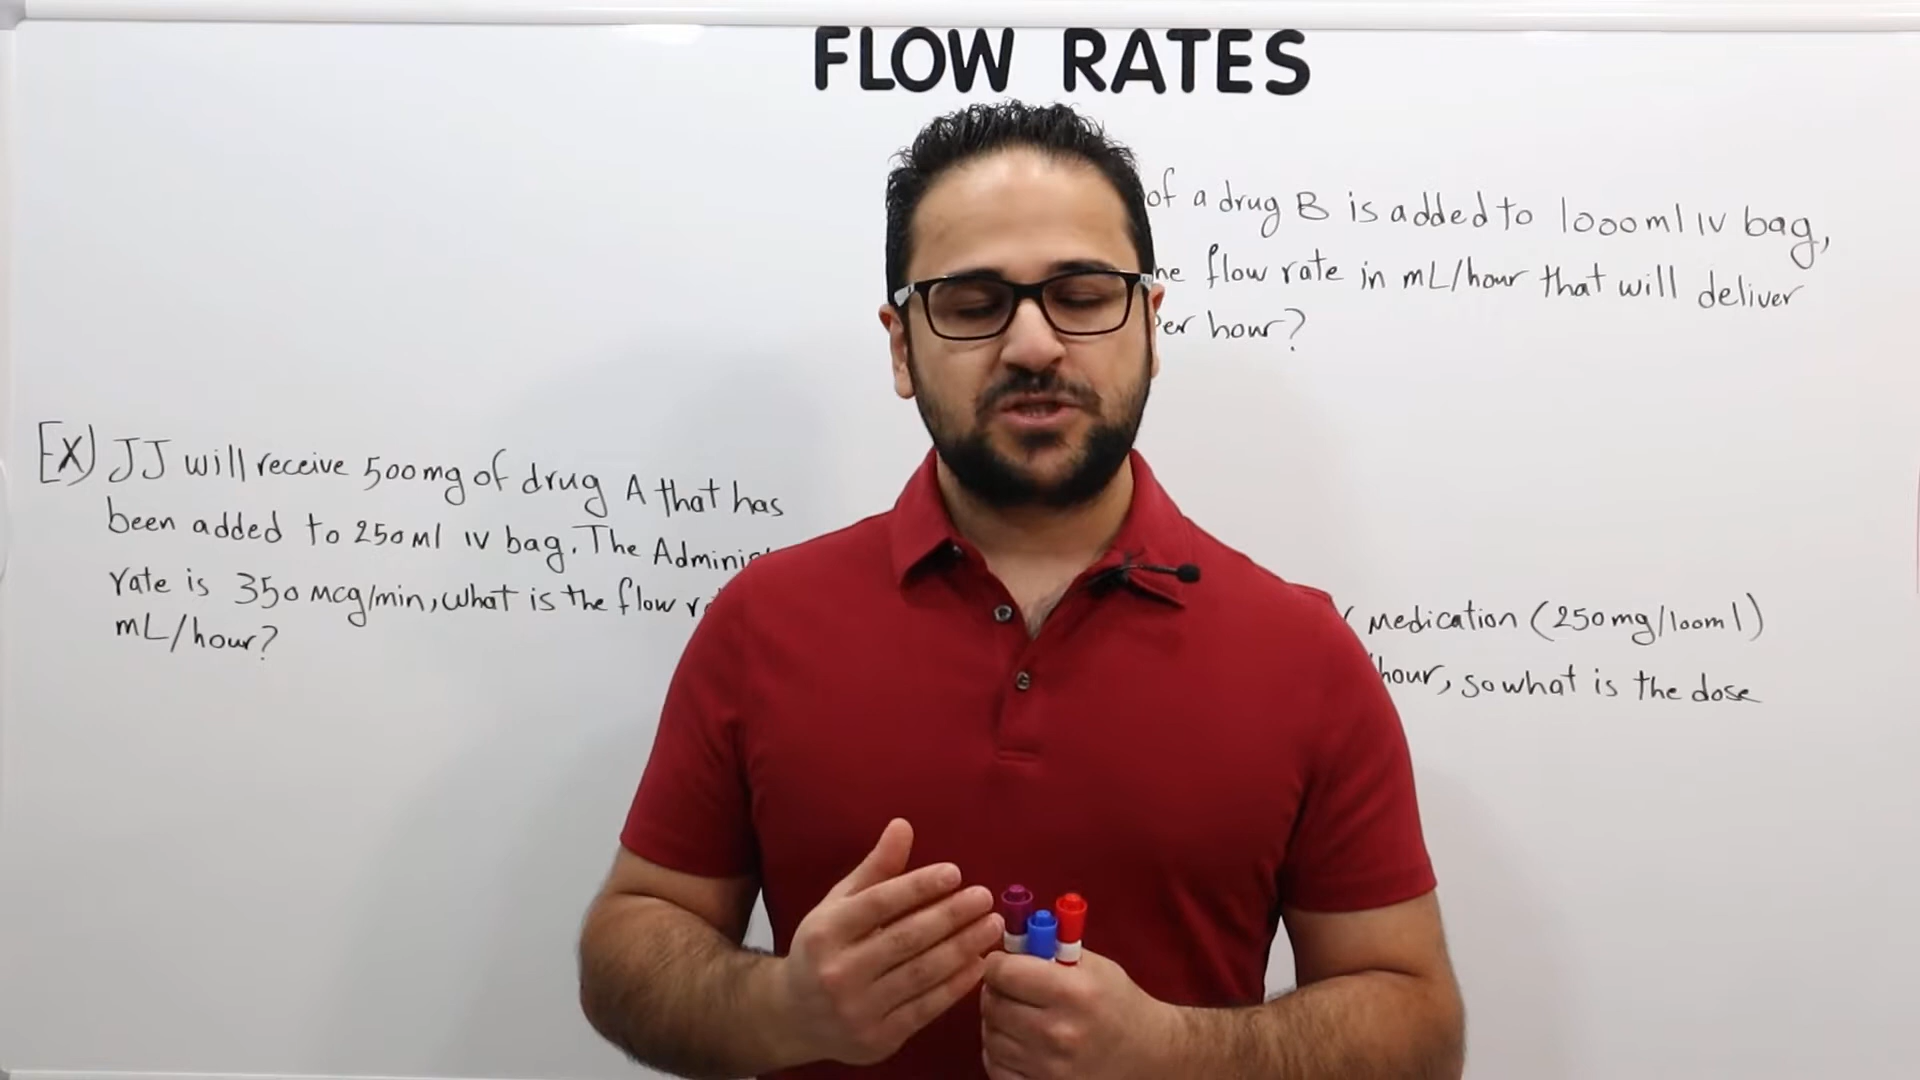 FLOW RATES
of a drug B is added to 1000ml IV bag,
flow rate in mL/hour that will deliver
hour?
[EX) JJ will receive 500mg of drug A that has
been added to 250ml IV bag. The
rate is 350 mcg/min, what is the flow
mL/hour?
Medication (250mg/100ml)
hour, so what is the dose